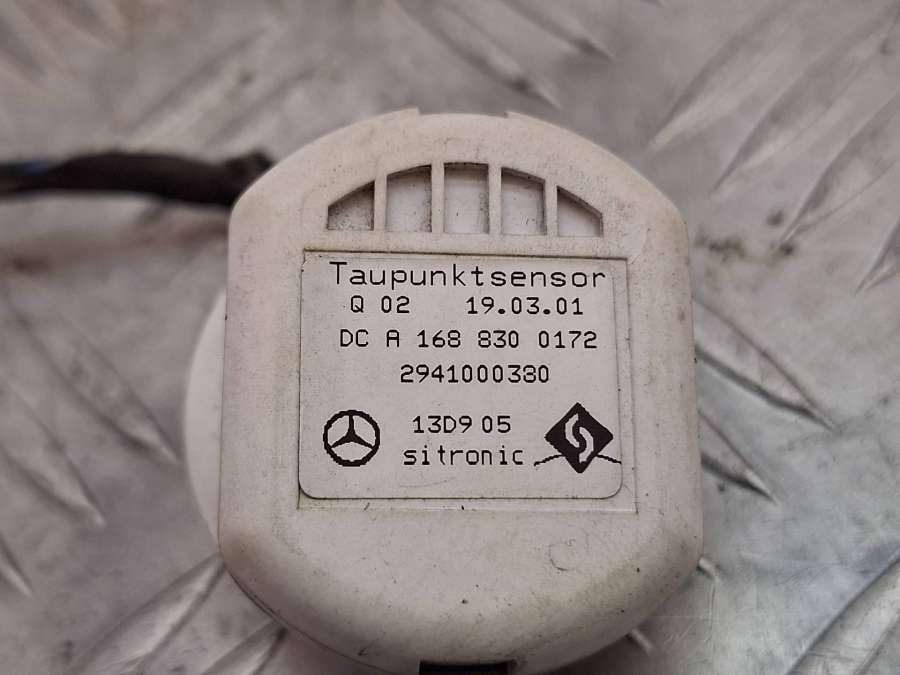 Taupunktsensor
Q 02 19.03.01
DC A 168 830 0172
2941000380
13D9 05
sitronic